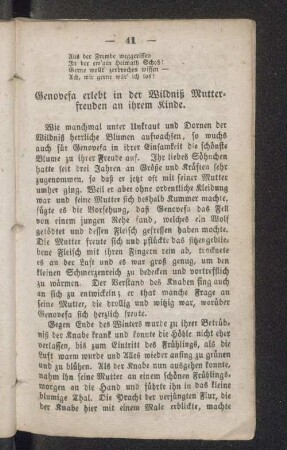 — 41 —
Aus der Fremde weggerissen
In der ew'gen Heimath Schoß!
Gerne wollt' zerbrochen wissen —
Ach, wie gerne wär' ich los!
Genovefa erlebt in der Wildniß Mutter-
freuden an ihrem Kinde.
Wie manchmal unter Unkraut und Dornen der
Wildniß herrliche Blumen aufwachsen, so wuchs
auch für Genovefa in ihrer Einsamkeit die schönste
Blume zu ihrer Freude auf. Ihr liebes Söhnchen
hatte seit drei Jahren an Größe und Kräften sehr
zugenommen, so daß er jetzt oft mit seiner Mutter
umher ging. Weil er aber ohne ordentliche Kleidung
war und seine Mutter sich deshalb Kummer machte,
fügte es die Vorsehung, daß Genovefa das Fell
von einem jungen Rehe fand, welches ein Wolf
getödtet und dessen Fleisch gefressen haben mochte.
Die Mutter freute sich und pflückte das sitzengeblie-
bene Fleisch mit ihren Fingern rein ab, trocknete
es an der Luft und es war groß genug, um den
kleinen Schmerzenreich zu bedecken und vortrefflich
zu wärmen. Der Verstand des Knaben fing auch
an sich zu entwickeln; er that manche Frage an
seine Mutter, die drollig und witzig war, worüber
Genovefa sich herzlich freute.
Gegen Ende des Winters wurde zu ihrer Betrüb-
niß der Knabe krank und konnte die Höhle nicht eher
verlassen, bis zum Eintritt des Frühlings, als die
Luft warm wurde und Alles wieder anfing zu grünen
und zu blühen. Als der Knabe nun ausgehen konnte,
nahm ihn seine Mutter an einem schönen Frühlings-
morgen an die Hand und führte ihn in das kleine
blumige Thal. Die Pracht der verjüngten Flur, die
der Knabe hier mit einem Male erblickte, machte